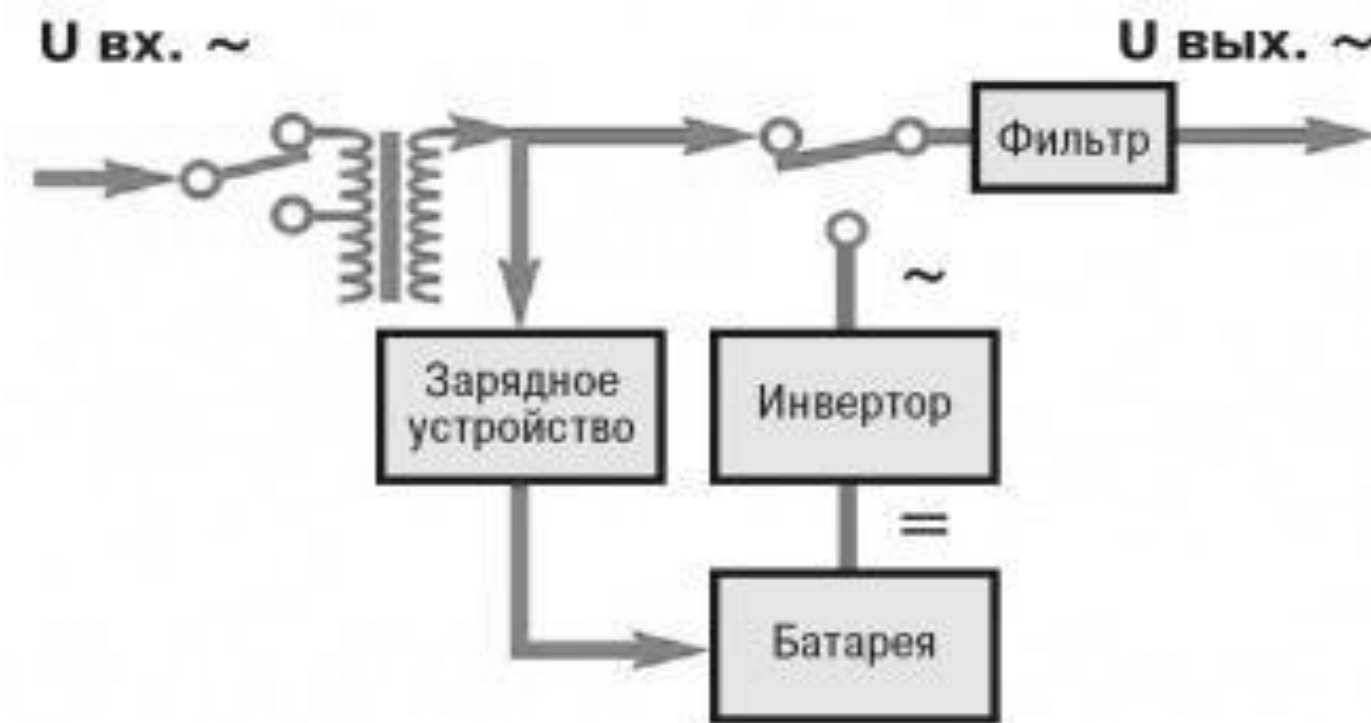 U вх. ~
U вых. ~
Фильтр
~
Зарядное
устройство
Инвертор
=
Батарея